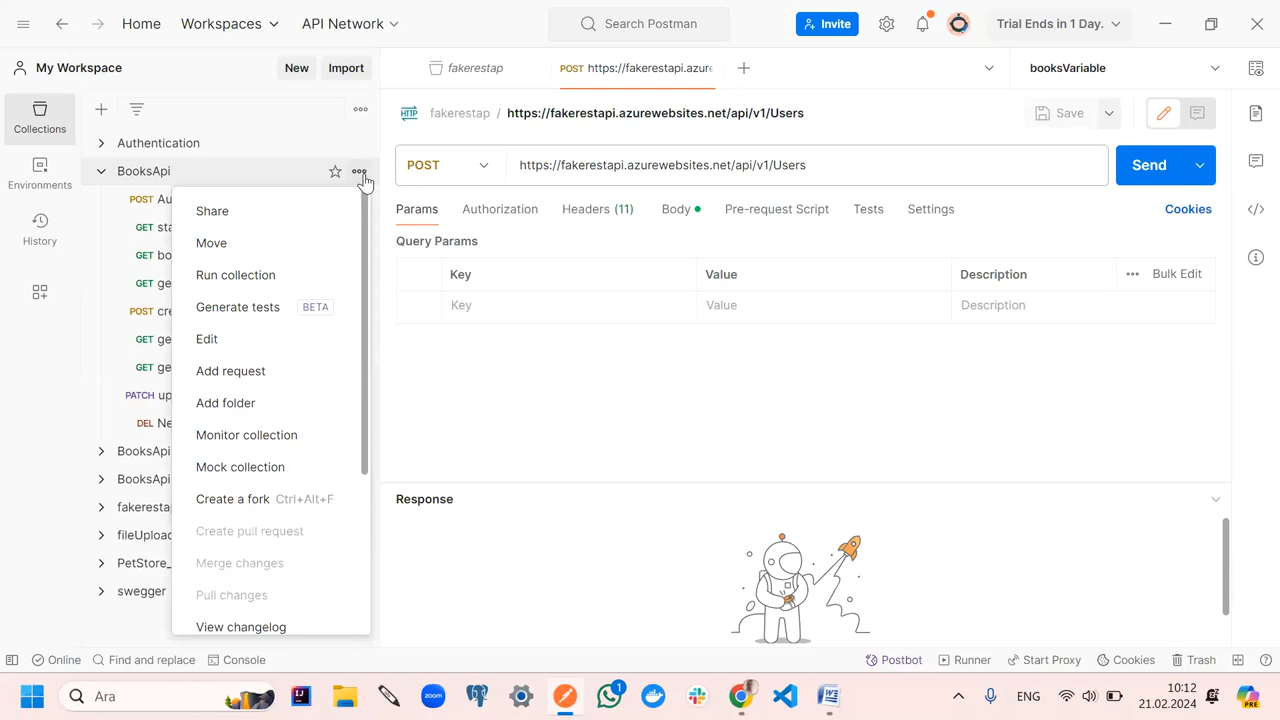 Home
Workspaces
API Network
Search Postman
Invite
Trial Ends in 1 Day.
My Workspace
New
Import
fakerestap
POST https://fakerestapi.azure
booksVariable
Collections
Environments
History
Authentication
BooksApi
POST Au
GET sta
GET bo
GET ge
POST cre
GET ge
GET ge
PATCH up
DEL Ne
BooksApi
BooksApi
fakeresta
fileUpload
PetStore_
swegger
Share
Move
Run collection
Generate tests BETA
Edit
Add request
Add folder
Monitor collection
Mock collection
Create a fork Ctrl+Alt+F
Create pull request
Merge changes
Pull changes
View changelog
HTTP fakerestapi / https://fakerestapi.azurewebsites.net/api/v1/Users
Save
POST https://fakerestapi.azurewebsites.net/api/v1/Users
Send
Params Authorization Headers (11) Body Pre-request Script Tests Settings Cookies
Query Params
Key Value Description Bulk Edit
Key Value Description
Response
Online Find and replace Console Postbot Runner Start Proxy Cookies Trash
Ara
zoom
1
ENG
10:12
21.02.2024
PRE